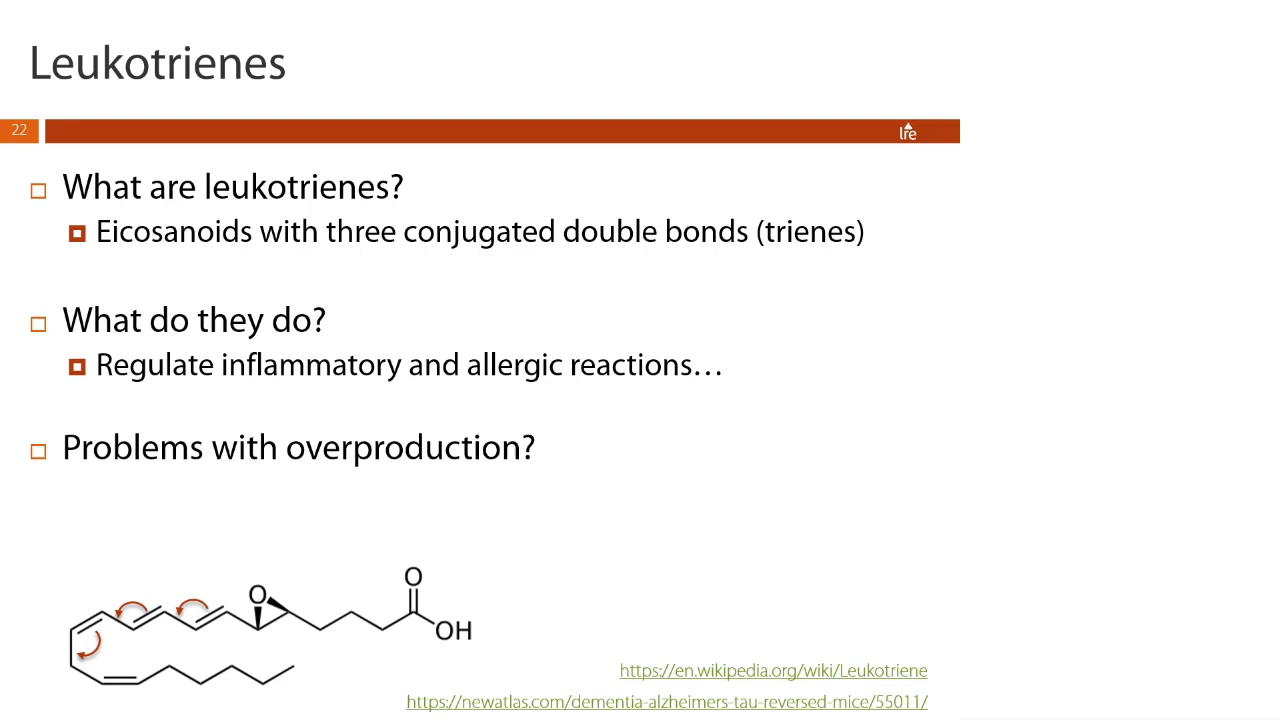 Leukotrienes
22
lre
What are leukotrienes?
Eicosanoids with three conjugated double bonds (trienes)
What do they do?
Regulate inflammatory and allergic reactions…
Problems with overproduction?
O
O
OH
https://en.wikipedia.org/wiki/Leukotriene
https://newatlas.com/dementia-alzheimers-tau-reversed-mice/55011/